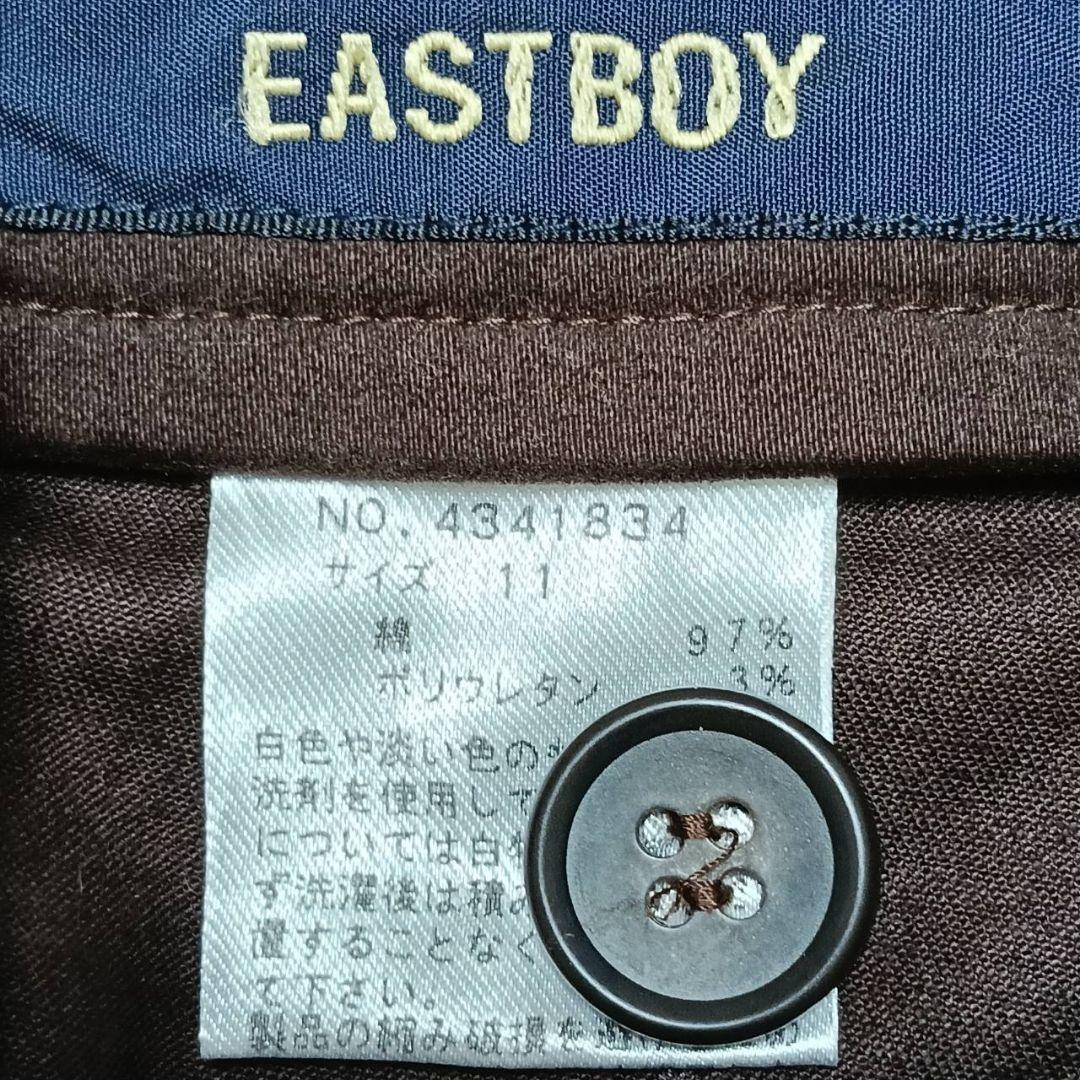 EASTBOY
NO. 4341834
サイズ 11
綿 97%
ポリウレタン 3%
白色や淡い色の
洗剤を使用して
については白
ず洗濯後は積み
置することなく
て下さい。
製品の縮み破損を